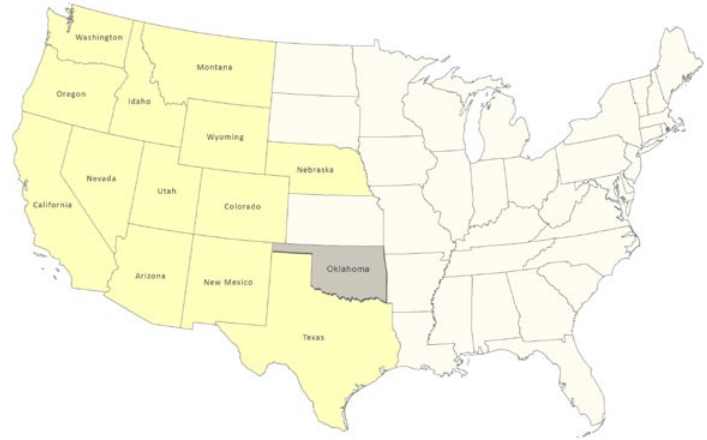 Washington
Montana
Oregon
Idaho
Wyoming
Nebraska
Nevada
Utah
Colorado
California
Arizona
New Mexico
Oklahoma
Texas